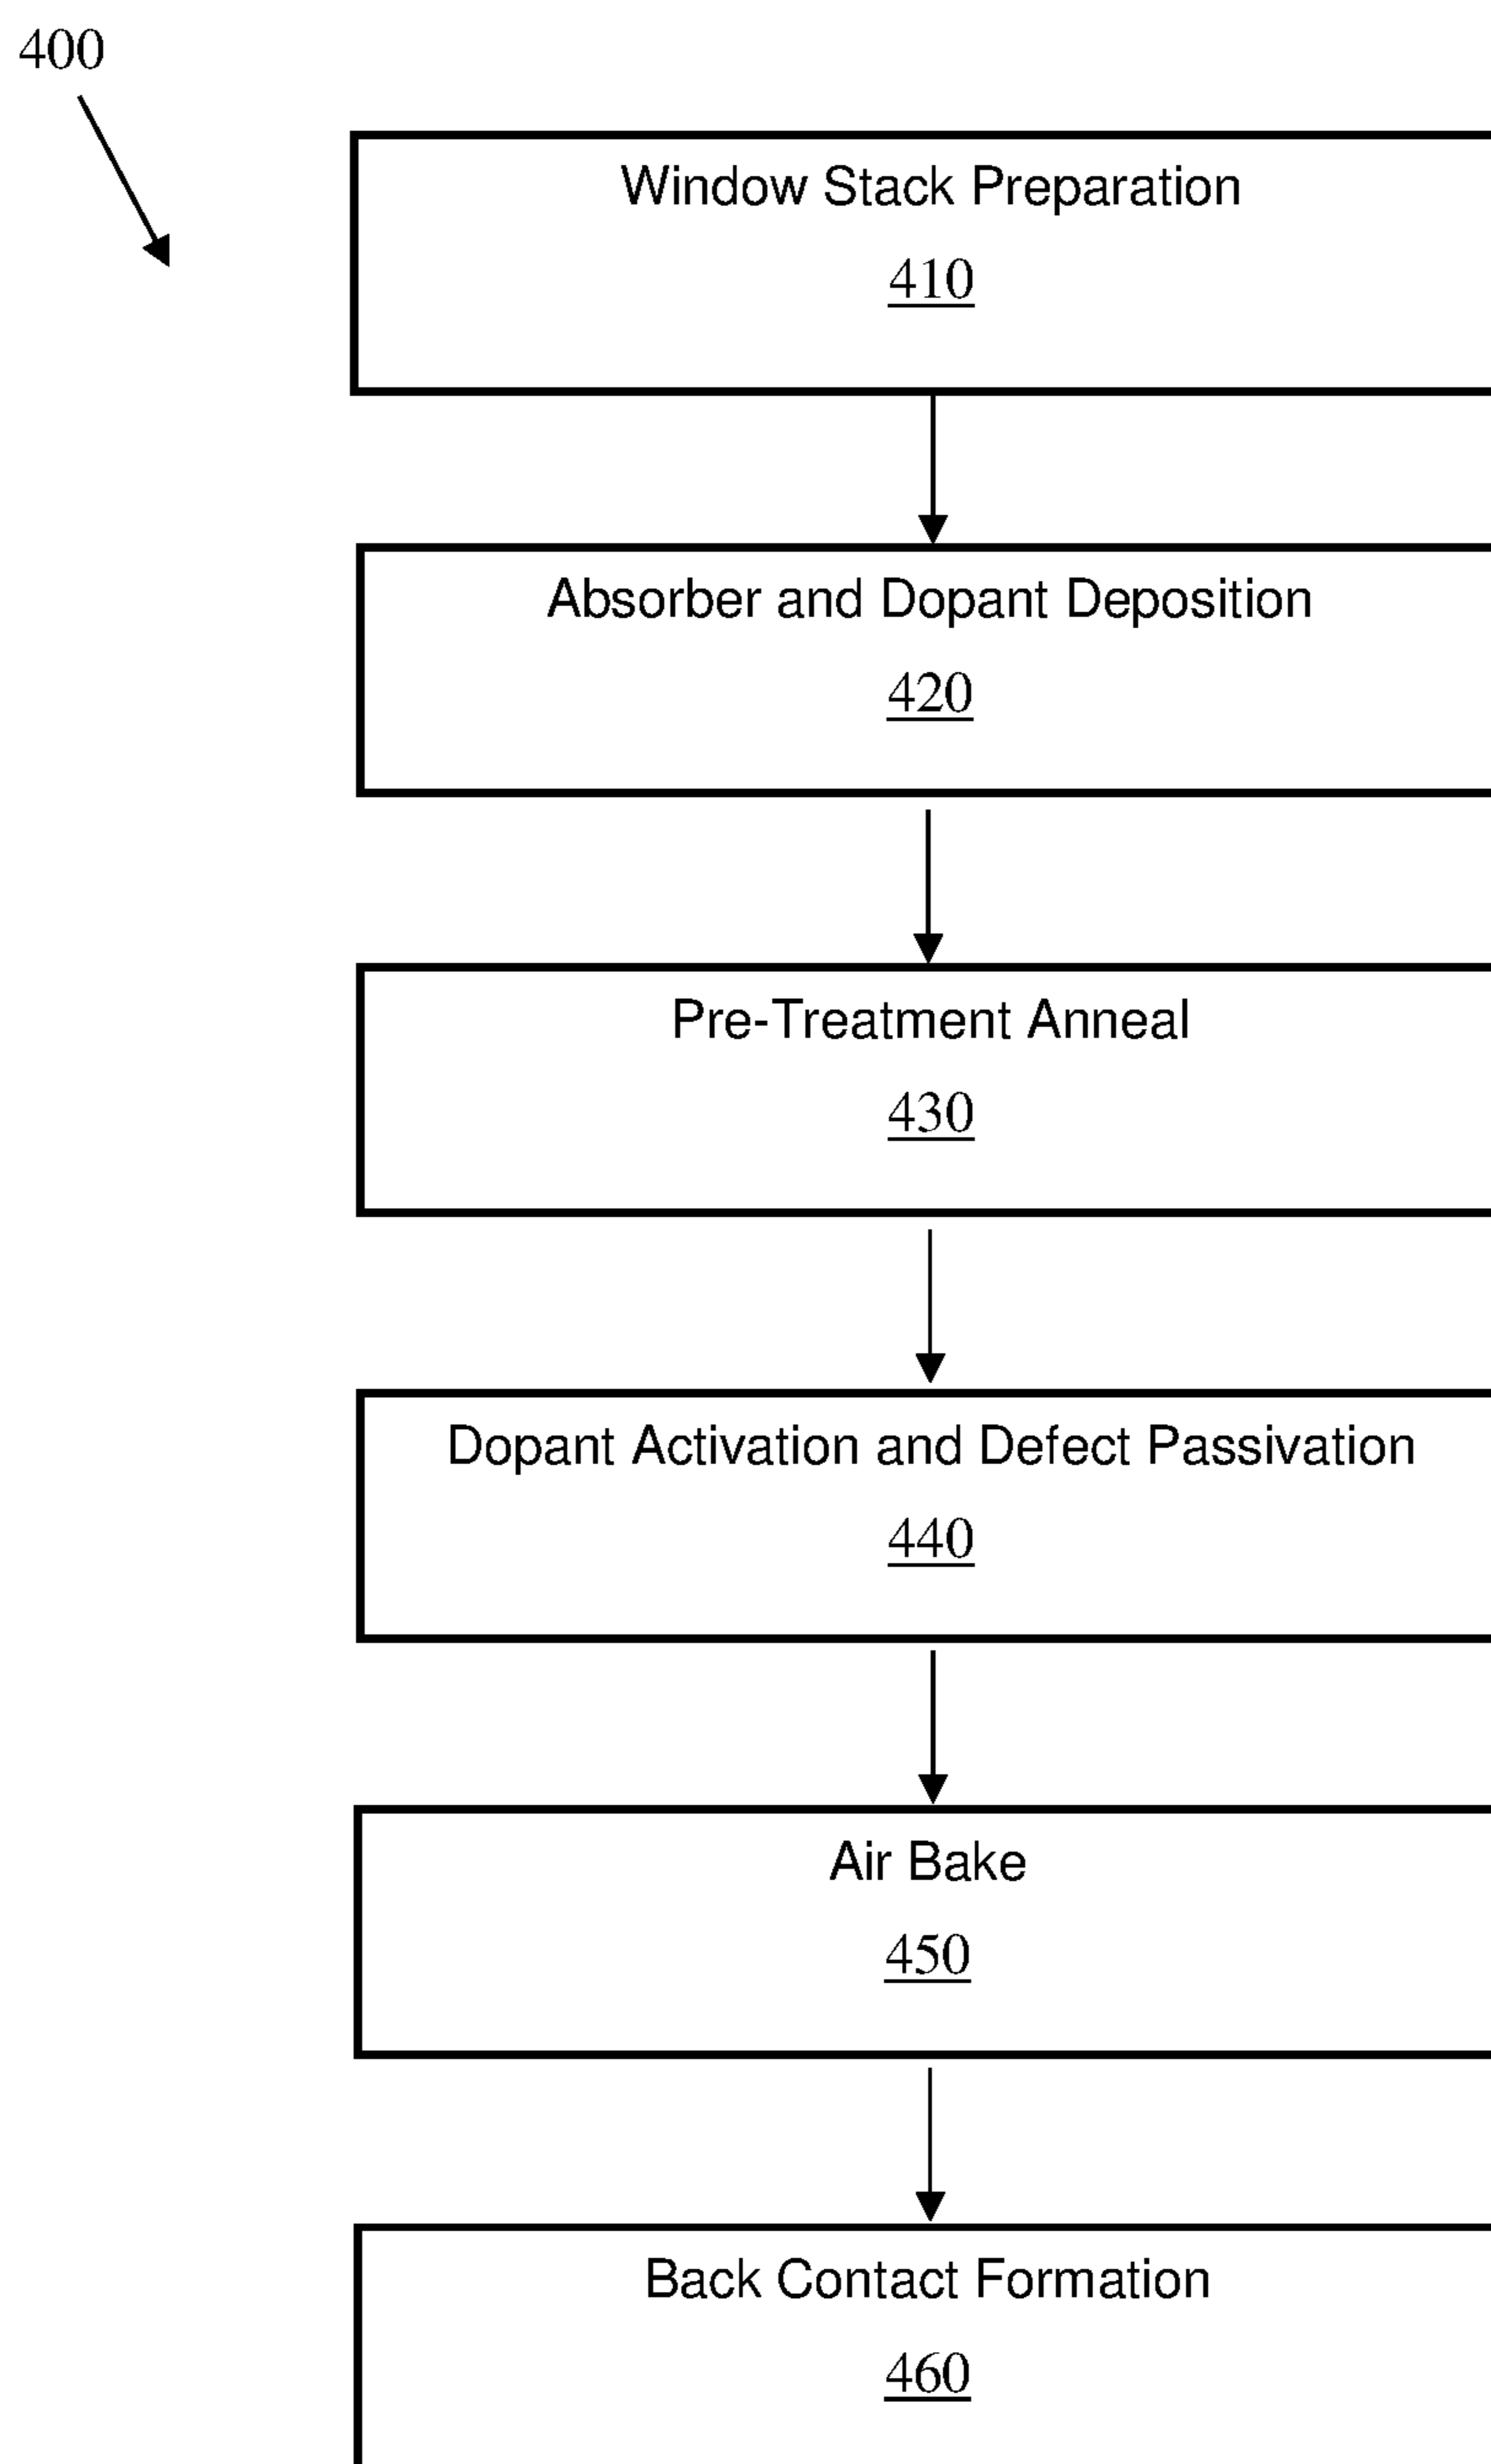 400
Window Stack Preparation
410
Absorber and Dopant Deposition
420
Pre-Treatment Anneal
430
Dopant Activation and Defect Passivation
440
Air Bake
450
Back Contact Formation
460